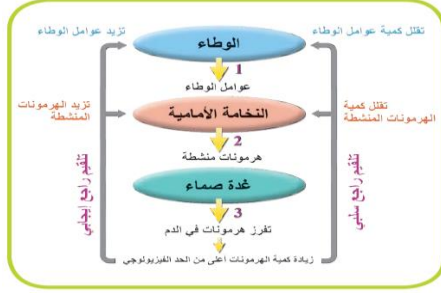 تزيد عوامل الوطاء
الوطاء
تقلل كمية عوامل الوطاء
1
عوامل الوطاء
تزيد الهرمونات
المنشطة
النخامة الأمامية
تقلل كمية
الهرمونات المنشطة
2
هرمونات منشطة
تلقيم راجع إيجابي
غدة صماء
تلقيم راجع سلبي
3
تفرز هرمونات في الدم
زيادة كمية الهرمونات اعلى من الحد الفيزيولوجي